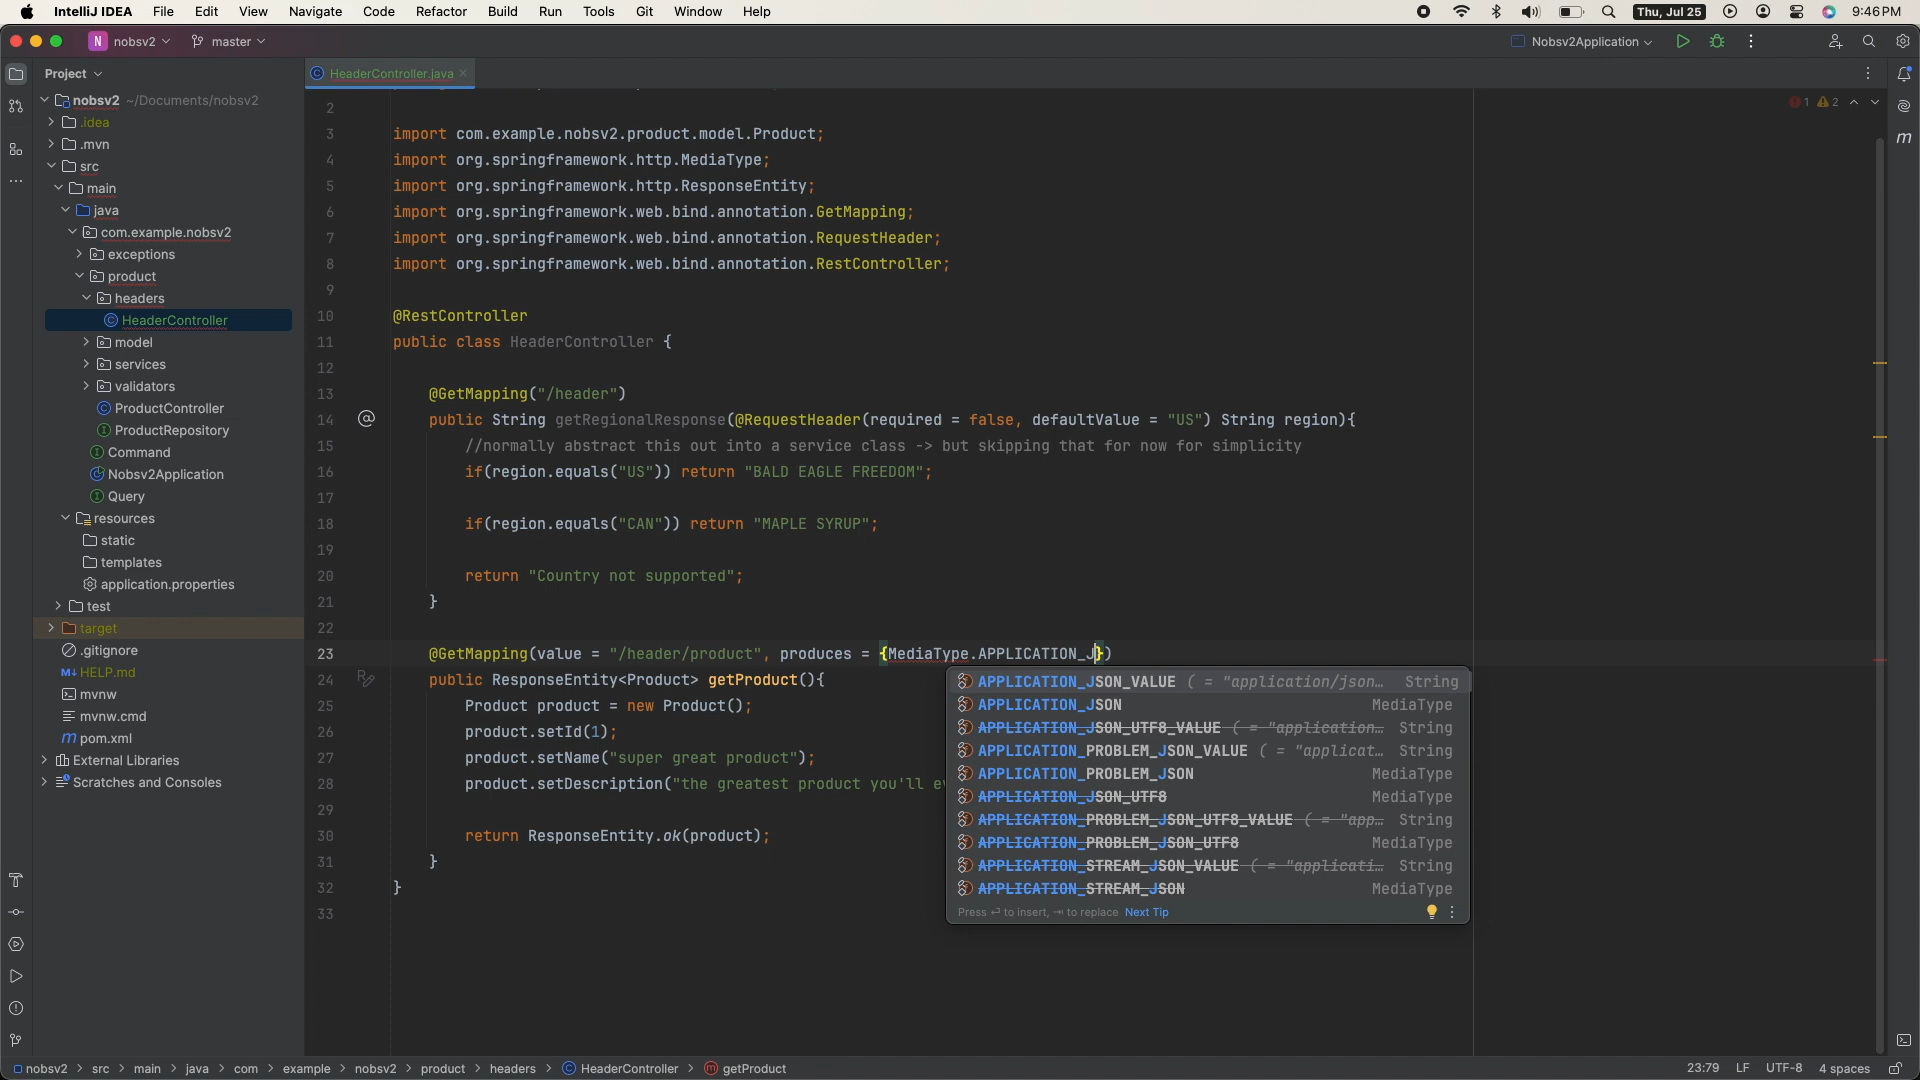 IntelliJ IDEA File Edit View Navigate Code Refactor Build Run Tools Git Window Help Thu, Jul 25 9:46 PM
N nobsv2 master Nobsv2Application
Project
nobsv2 ~/Documents/nobsv2
.idea
.mvn
src
main
java
com.example.nobsv2
exceptions
product
headers
HeaderController
model
services
validators
ProductController
ProductRepository
Command
Nobsv2Application
Query
resources
static
templates
application.properties
test
target
.gitignore
HELP.md
mvnw
mvnw.cmd
pom.xml
External Libraries
Scratches and Consoles
HeaderController.java
1 2
2
3 import com.example.nobsv2.product.model.Product;
4 import org.springframework.http.MediaType;
5 import org.springframework.http.ResponseEntity;
6 import org.springframework.web.bind.annotation.GetMapping;
7 import org.springframework.web.bind.annotation.RequestHeader;
8 import org.springframework.web.bind.annotation.RestController;
9
10 @RestController
11 public class HeaderController {
12
13 @GetMapping("/header")
14 public String getRegionalResponse(@RequestHeader(required = false, defaultValue = "US") String region){
15 //normally abstract this out into a service class -> but skipping that for now for simplicity
16 if(region.equals("US")) return "BALD EAGLE FREEDOM";
17
18 if(region.equals("CAN")) return "MAPLE SYRUP";
19
20 return "Country not supported";
21 }
22
23 @GetMapping(value = "/header/product", produces = {MediaType.APPLICATION_J})
24 public ResponseEntity<Product> getProduct(){
25 Product product = new Product();
26 product.setId(1);
27 product.setName("super great product");
28 product.setDescription("the greatest product you'll ev
29
30 return ResponseEntity.ok(product);
31 }
32 }
33
APPLICATION_JSON_VALUE ( = "application/json… String
APPLICATION_JSON MediaType
APPLICATION_JSON_UTF8_VALUE ( = "application… String
APPLICATION_PROBLEM_JSON_VALUE ( = "applicat… String
APPLICATION_PROBLEM_JSON MediaType
APPLICATION_JSON_UTF8 MediaType
APPLICATION_PROBLEM_JSON_UTF8_VALUE ( = "app… String
APPLICATION_PROBLEM_JSON_UTF8 MediaType
APPLICATION_STREAM_JSON_VALUE ( = "applicati… String
APPLICATION_STREAM_JSON MediaType
Press ⏎ to insert, ⇥ to replace Next Tip
nobsv2 > src > main > java > com > example > nobsv2 > product > headers > HeaderController > getProduct 23:79 LF UTF-8 4 spaces